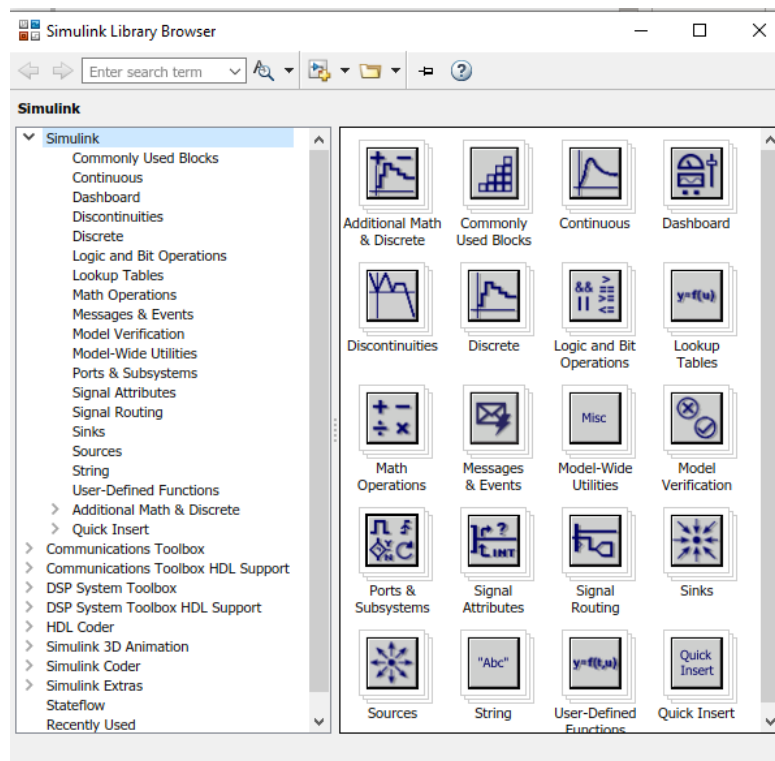 Simulink Library Browser
Enter search term
Simulink
Simulink
Commonly Used Blocks
Continuous
Dashboard
Discontinuities
Discrete
Logic and Bit Operations
Lookup Tables
Math Operations
Messages & Events
Model Verification
Model-Wide Utilities
Ports & Subsystems
Signal Attributes
Signal Routing
Sinks
Sources
String
User-Defined Functions
Additional Math & Discrete
Quick Insert
Communications Toolbox
Communications Toolbox HDL Support
DSP System Toolbox
DSP System Toolbox HDL Support
HDL Coder
Simulink 3D Animation
Simulink Coder
Simulink Extras
Stateflow
Recently Used
Additional Math
& Discrete
Commonly
Used Blocks
Continuous
Dashboard
Discontinuities
Discrete
&& >
|| ==
>=
<=
Logic and Bit
Operations
y=f(u)
Lookup
Tables
+ −
÷ ×
Math
Operations
Messages
& Events
Misc
Model-Wide
Utilities
Model
Verification
Y
N
Ports &
Subsystems
?
INT
Signal
Attributes
Signal
Routing
Sinks
Sources
"Abc"
String
y=f(t,u)
User-Defined
Functions
Quick
Insert
Quick Insert